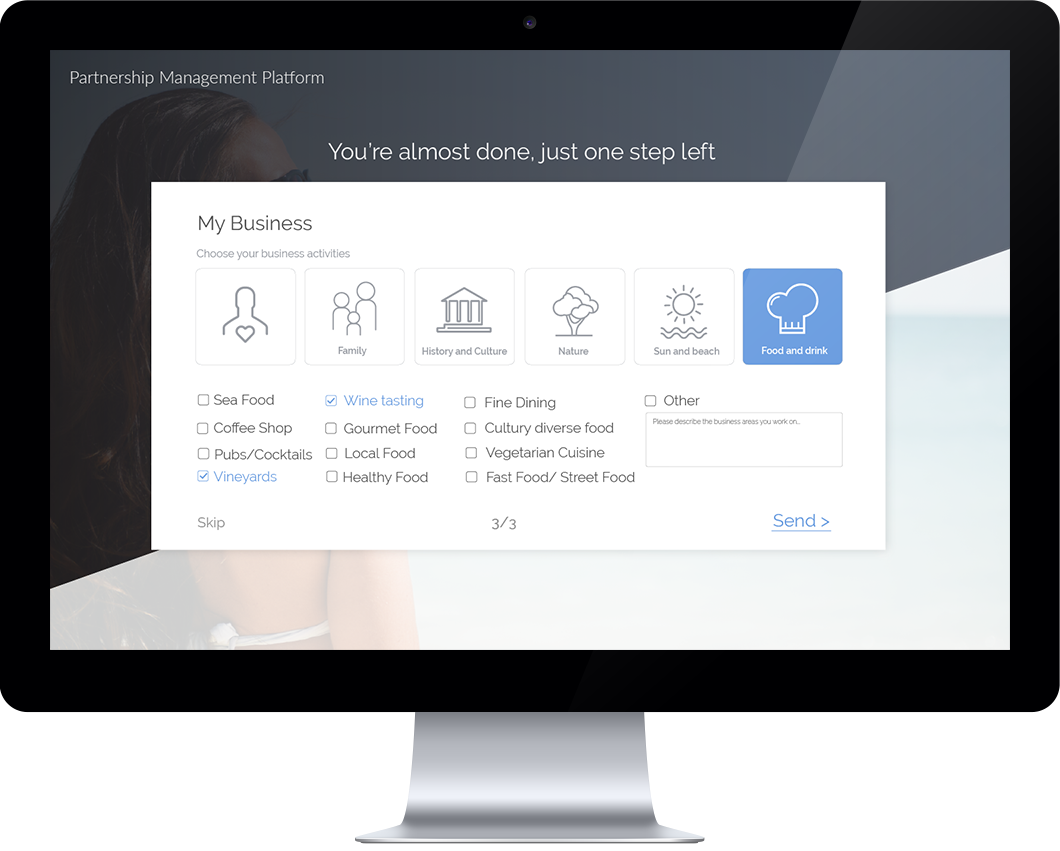 Partnership Management Platform
You're almost done, just one step left
My Business
Choose your business activities
Family
History and Culture
Nature
Sun and beach
Food and drink
Sea Food
Wine tasting
Fine Dining
Other
Coffee Shop
Gourmet Food
Cultury diverse food
Please describe the business areas you work on...
Pubs/Cocktails
Local Food
Vegetarian Cuisine
Vineyards
Healthy Food
Fast Food/ Street Food
Skip
3/3
Send >